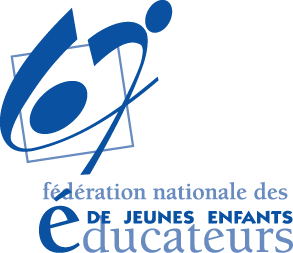 fédération nationale des
éducateurs
DE JEUNES ENFANTS